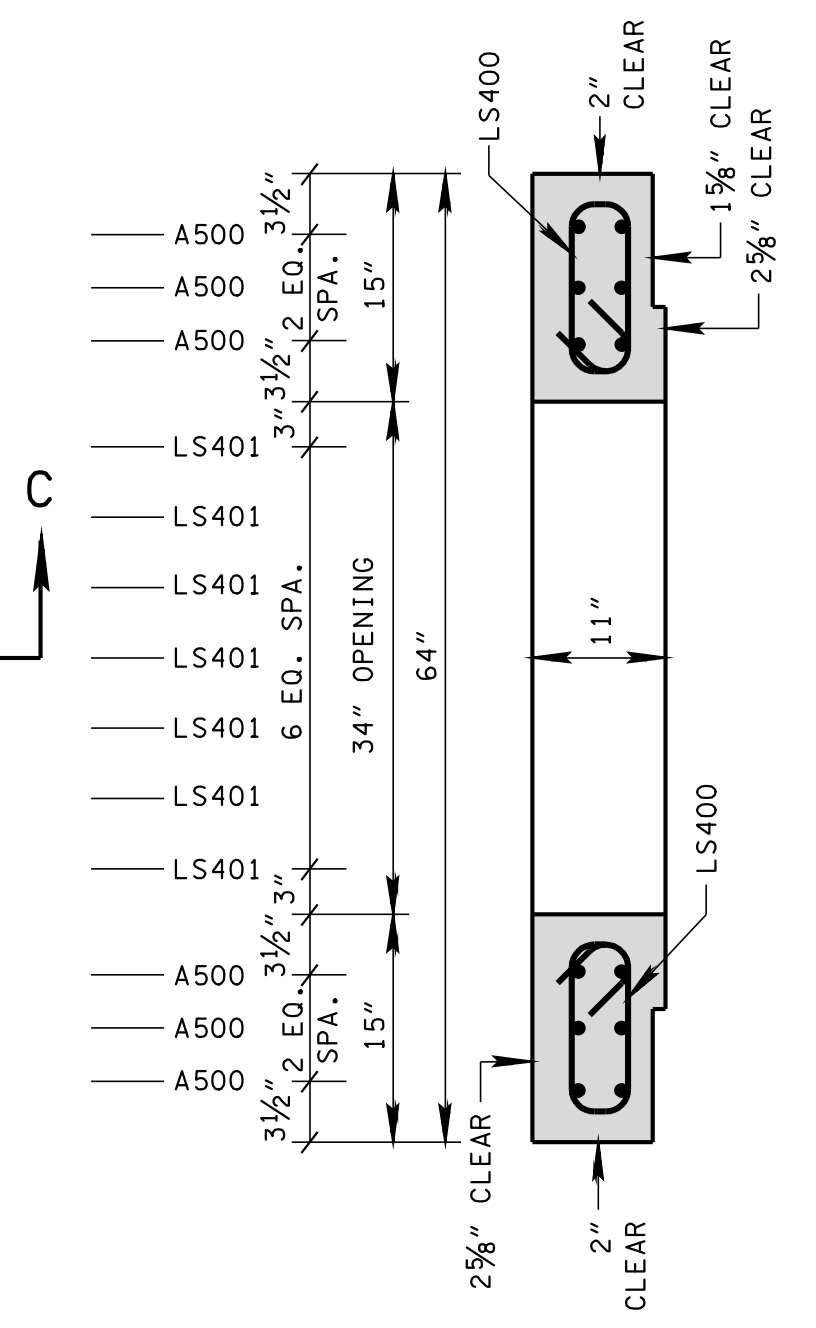 LS400
2″
CLEAR
1⅝″ CLEAR
2⅝″ CLEAR
3½″
A500
2 EQ.
SPA.
A500
15″
A500
3½″
3″
LS401
C
LS401
LS401
6 EQ. SPA.
34″ OPENING
64″
11″
LS401
LS401
LS401
LS401
LS400
3″
3½″
A500
2 EQ.
SPA.
A500
15″
A500
3½″
2⅝″ CLEAR
2″
CLEAR